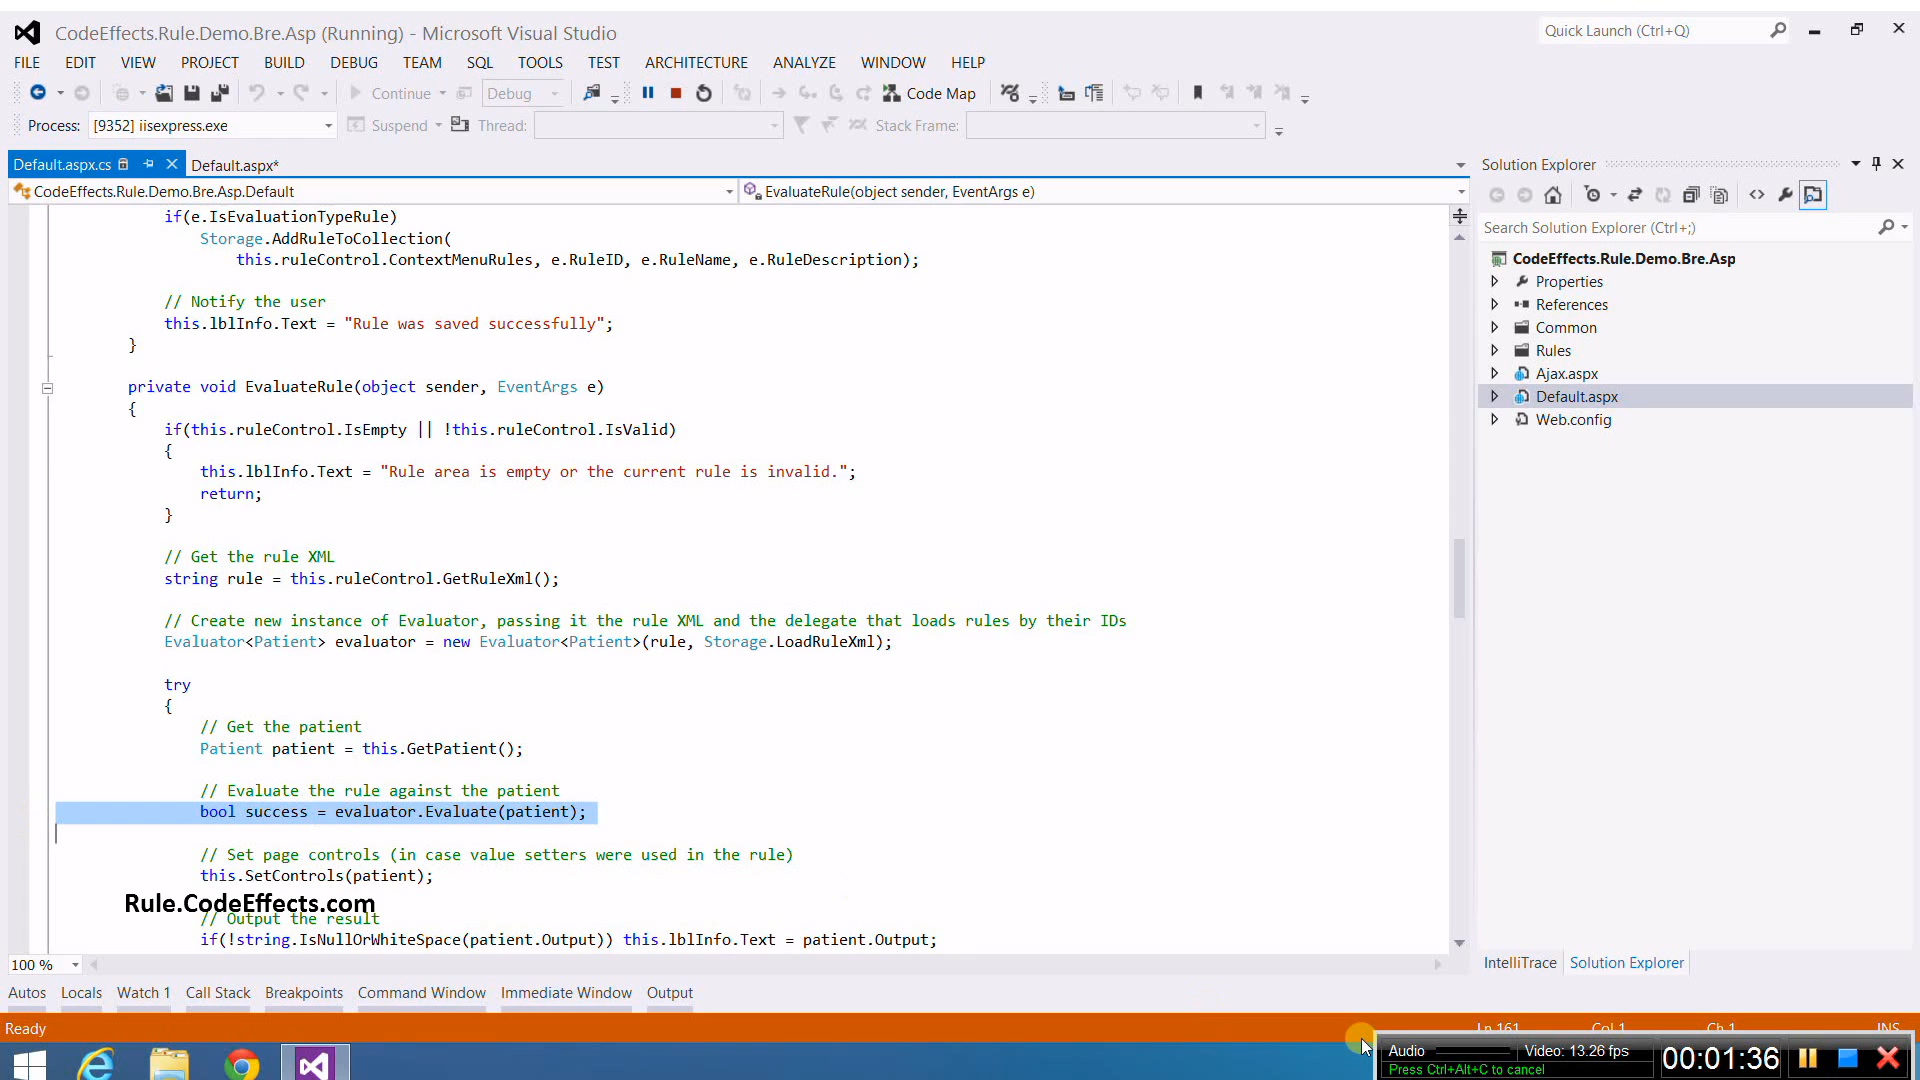 CodeEffects.Rule.Demo.Bre.Asp (Running) - Microsoft Visual Studio
Quick Launch (Ctrl+Q)
FILE EDIT VIEW PROJECT BUILD DEBUG TEAM SQL TOOLS TEST ARCHITECTURE ANALYZE WINDOW HELP
Continue Debug Code Map
Process: [9352] iisexpress.exe Suspend Thread: Stack Frame:
Default.aspx.cs Default.aspx*
CodeEffects.Rule.Demo.Bre.Asp.Default EvaluateRule(object sender, EventArgs e)
if(e.IsEvaluationTypeRule)
Storage.AddRuleToCollection(
this.ruleControl.ContextMenuRules, e.RuleID, e.RuleName, e.RuleDescription);
// Notify the user
this.lblInfo.Text = "Rule was saved successfully";
}
private void EvaluateRule(object sender, EventArgs e)
{
if(this.ruleControl.IsEmpty || !this.ruleControl.IsValid)
{
this.lblInfo.Text = "Rule area is empty or the current rule is invalid.";
return;
}
// Get the rule XML
string rule = this.ruleControl.GetRuleXml();
// Create new instance of Evaluator, passing it the rule XML and the delegate that loads rules by their IDs
Evaluator<Patient> evaluator = new Evaluator<Patient>(rule, Storage.LoadRuleXml);
try
{
// Get the patient
Patient patient = this.GetPatient();
// Evaluate the rule against the patient
bool success = evaluator.Evaluate(patient);
// Set page controls (in case value setters were used in the rule)
this.SetControls(patient);
Rule.CodeEffects.com
// Output the result
if(!string.IsNullOrWhiteSpace(patient.Output)) this.lblInfo.Text = patient.Output;
100 %
Solution Explorer
Search Solution Explorer (Ctrl+;)
CodeEffects.Rule.Demo.Bre.Asp
Properties
References
Common
Rules
Ajax.aspx
Default.aspx
Web.config
IntelliTrace Solution Explorer
Autos Locals Watch 1 Call Stack Breakpoints Command Window Immediate Window Output
Ready Ln 161 Col 1 Ch 1 INS
Audio Video: 13.26 fps 00:01:36
Press Ctrl+Alt+C to cancel